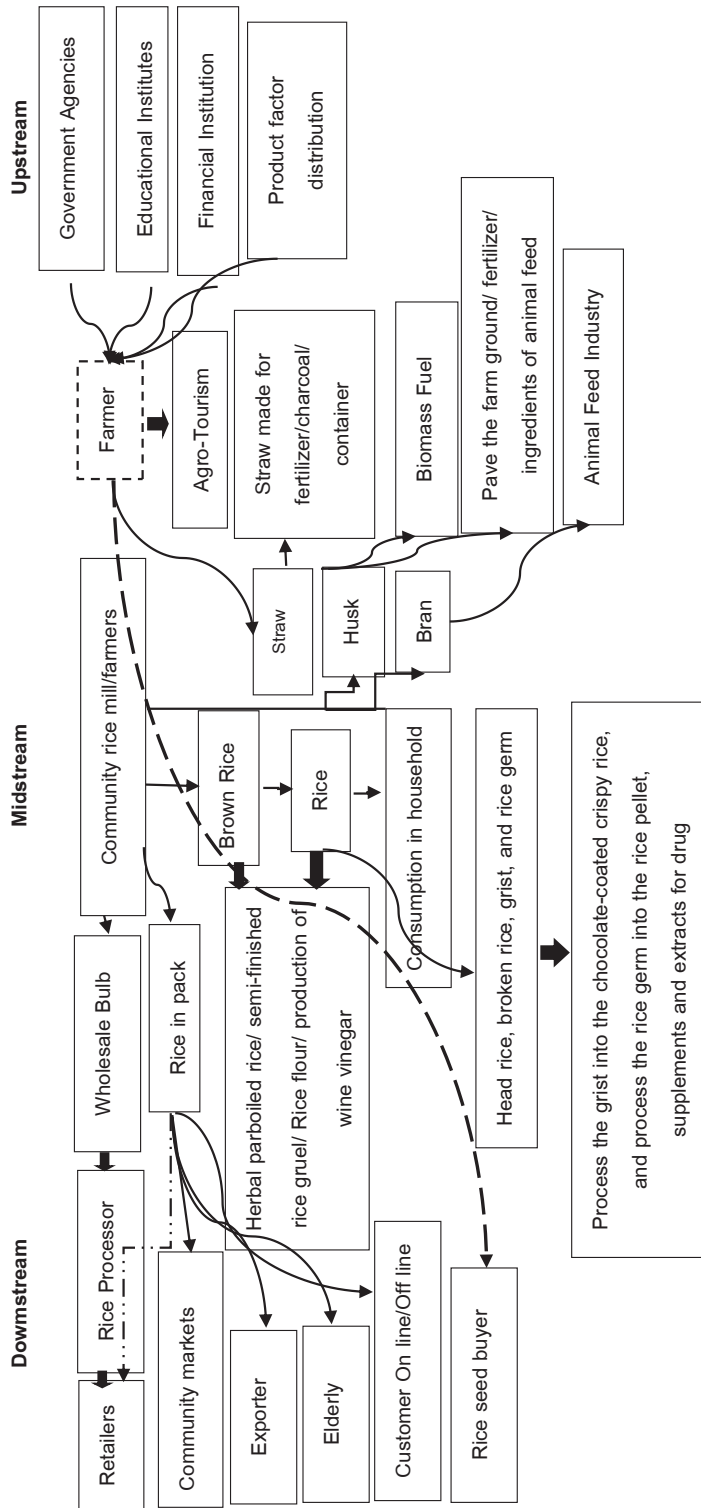 Dowmstream
Midstream
Upstream
Retailers
Rice Processor
Wholesale Bulb
Community rice mill/farmers
Farmer
Government Agencies
Educational Institutes
Financial Institution
Product factor
distribution
Community markets
Rice in pack
Agro-Tourism
Exporter
Elderly
Customer On line/Off line
Rice seed buyer
Herbal parboiled rice/ semi-finished
rice gruel/ Rice flour/ production of
wine vinegar
Brown Rice
Rice
Consumption in household
Head rice, broken rice, grist, and rice germ
Process the grist into the chocolate-coated crispy rice,
and process the rice germ into the rice pellet,
supplements and extracts for drug
Straw
Straw made for
fertilizer/charcoal/
container
Husk
Bran
Biomass Fuel
Pave the farm ground/ fertilizer/
ingredients of animal feed
Animal Feed Industry